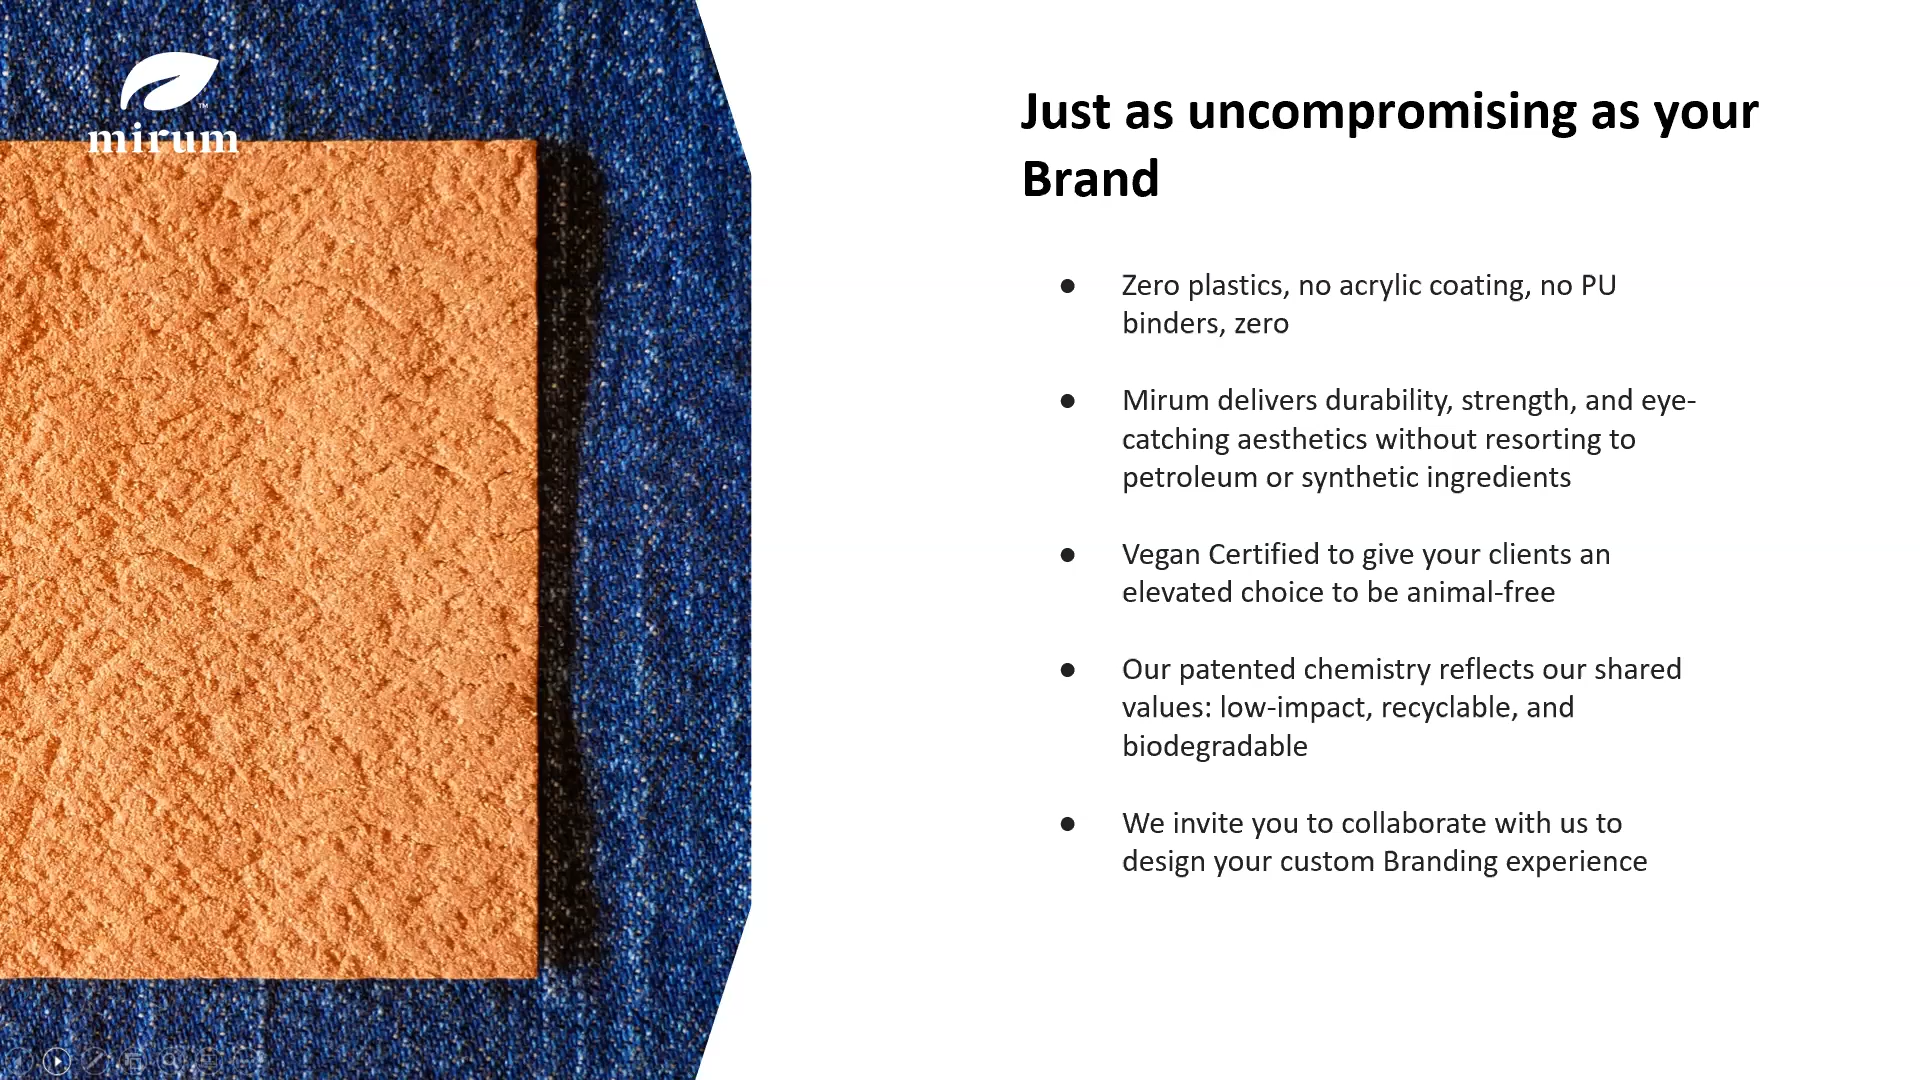 mirum
TM
Just as uncompromising as your
Brand
● Zero plastics, no acrylic coating, no PU
binders, zero
● Mirum delivers durability, strength, and eye-
catching aesthetics without resorting to
petroleum or synthetic ingredients
● Vegan Certified to give your clients an
elevated choice to be animal-free
● Our patented chemistry reflects our shared
values: low-impact, recyclable, and
biodegradable
● We invite you to collaborate with us to
design your custom Branding experience